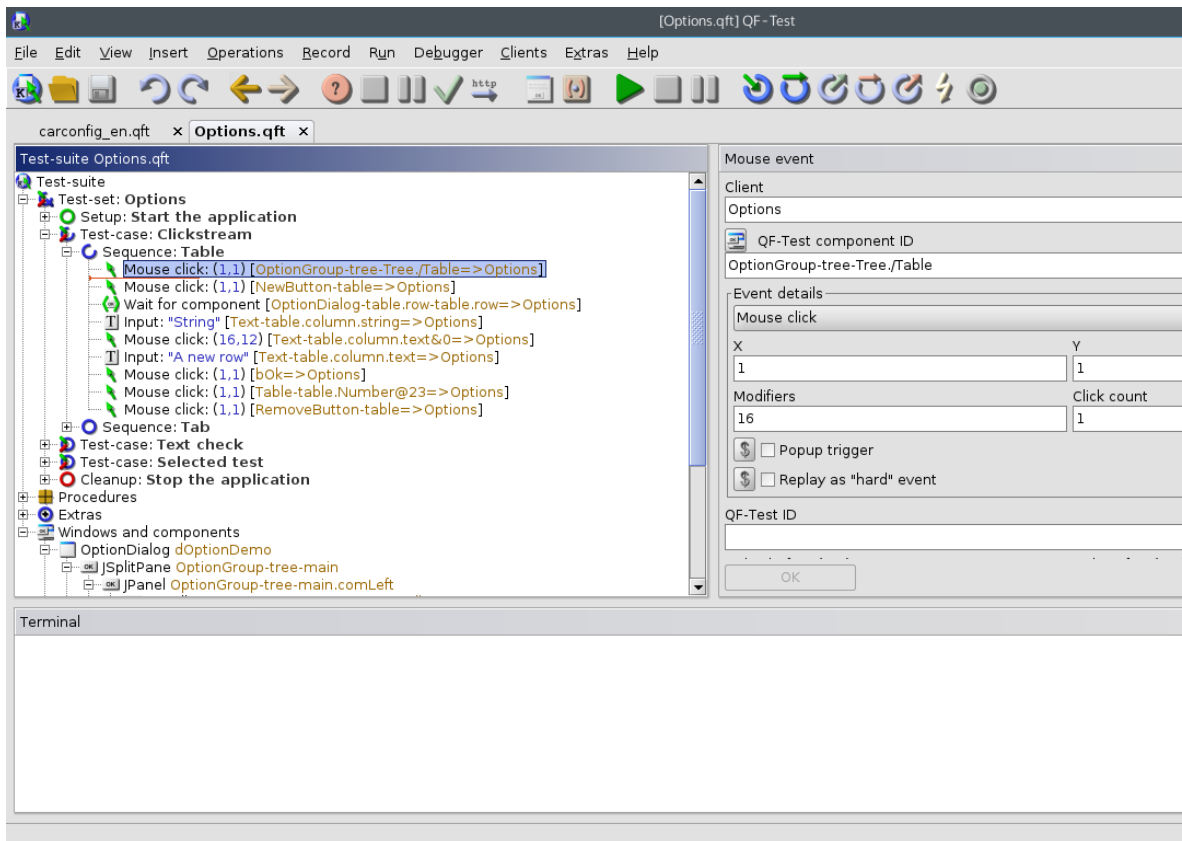 [Options.qft] QF-Test
File Edit View Insert Operations Record Run Debugger Clients Extras Help
http
carconfig_en.qft x Options.qft x
Test-suite Options.qft
Test-suite
Test-set: Options
Setup: Start the application
Test-case: Clickstream
Sequence: Table
Mouse click: (1,1) [OptionGroup-tree-Tree./Table=>Options]
Mouse click: (1,1) [NewButton-table=>Options]
Wait for component [OptionDialog-table.row-table.row=>Options]
Input: "String" [Text-table.column.string=>Options]
Mouse click: (16,12) [Text-table.column.text&0=>Options]
Input: "A new row" [Text-table.column.text=>Options]
Mouse click: (1,1) [bOk=>Options]
Mouse click: (1,1) [Table-table.Number@23=>Options]
Mouse click: (1,1) [RemoveButton-table=>Options]
Sequence: Tab
Test-case: Text check
Test-case: Selected test
Cleanup: Stop the application
Procedures
Extras
Windows and components
OptionDialog dOptionDemo
JSplitPane OptionGroup-tree-main
JPanel OptionGroup-tree-main.comLeft
Mouse event
Client
Options
QF-Test component ID
OptionGroup-tree-Tree./Table
Event details
Mouse click
X Y
1 1
Modifiers Click count
16 1
$ Popup trigger
$ Replay as "hard" event
QF-Test ID
OK
Terminal